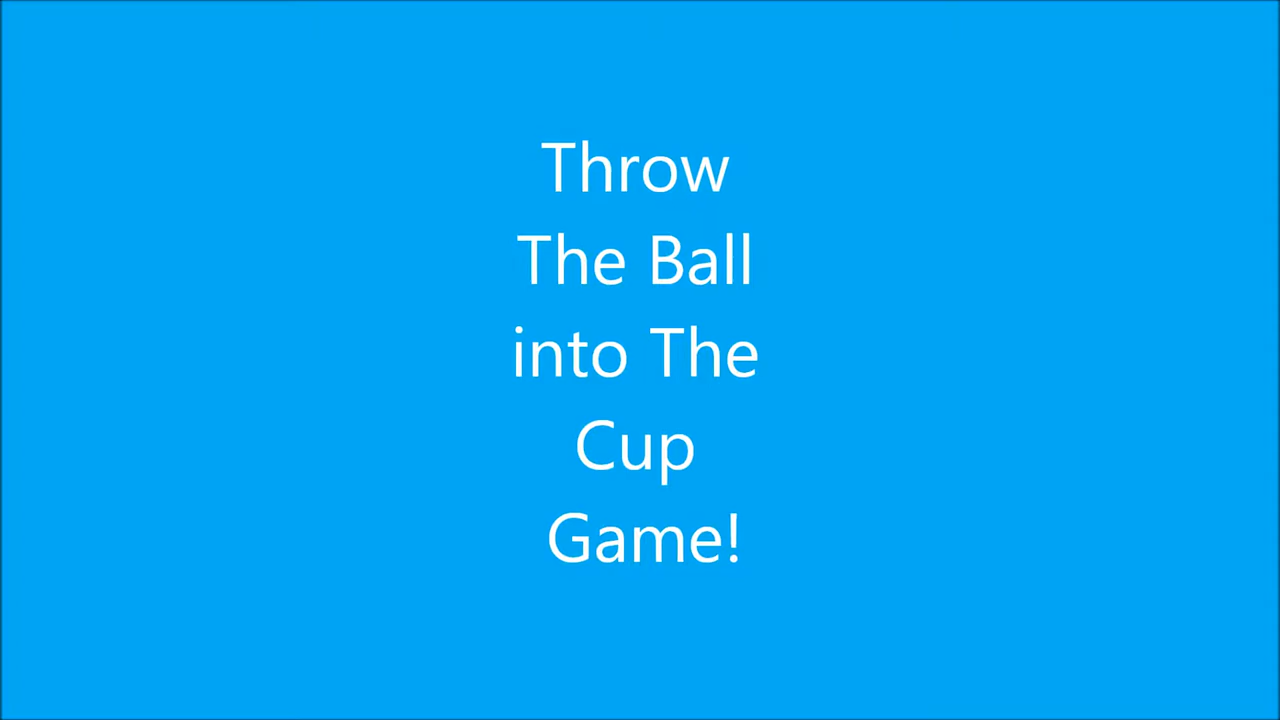 Throw
The Ball
into The
Cup
Game!